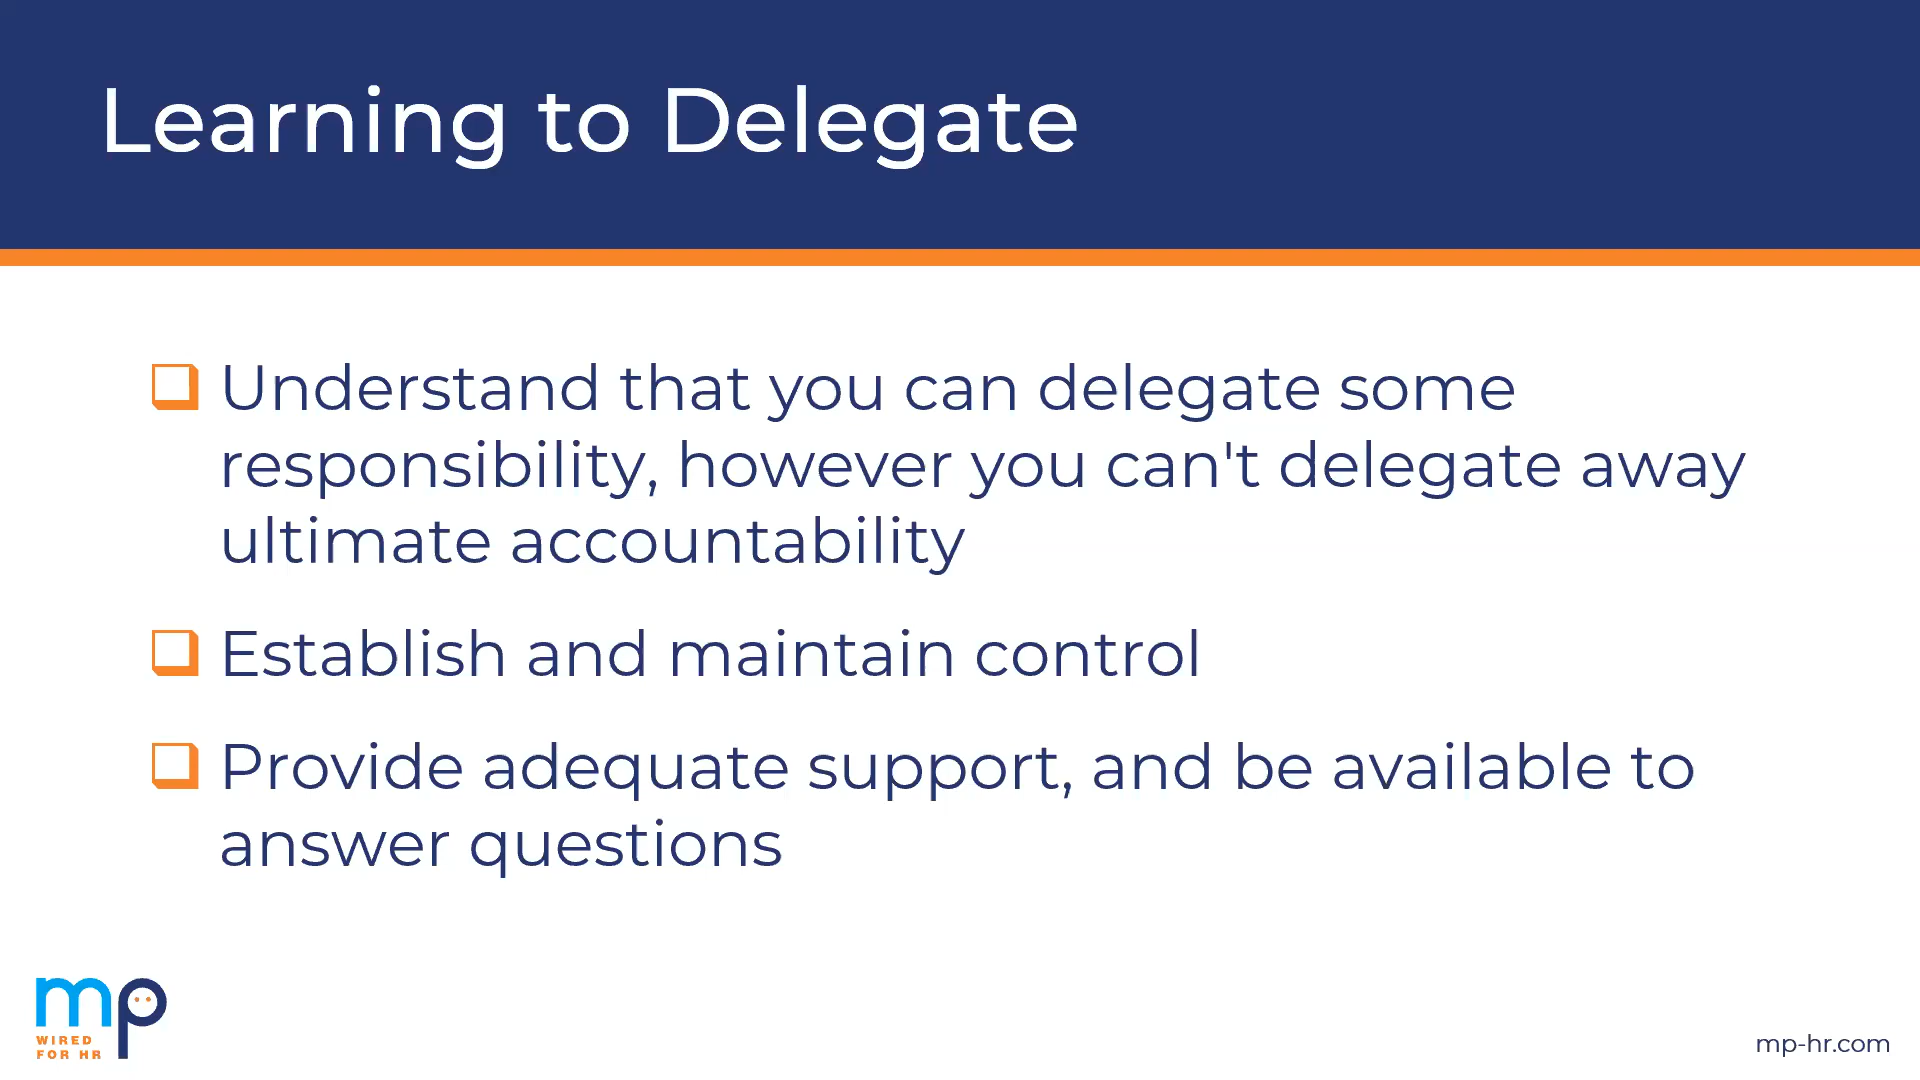 Learning to Delegate
Understand that you can delegate some
responsibility, however you can't delegate away
ultimate accountability
Establish and maintain control
Provide adequate support, and be available to
answer questions
mp
WIRED
FOR HR
mp-hr.com